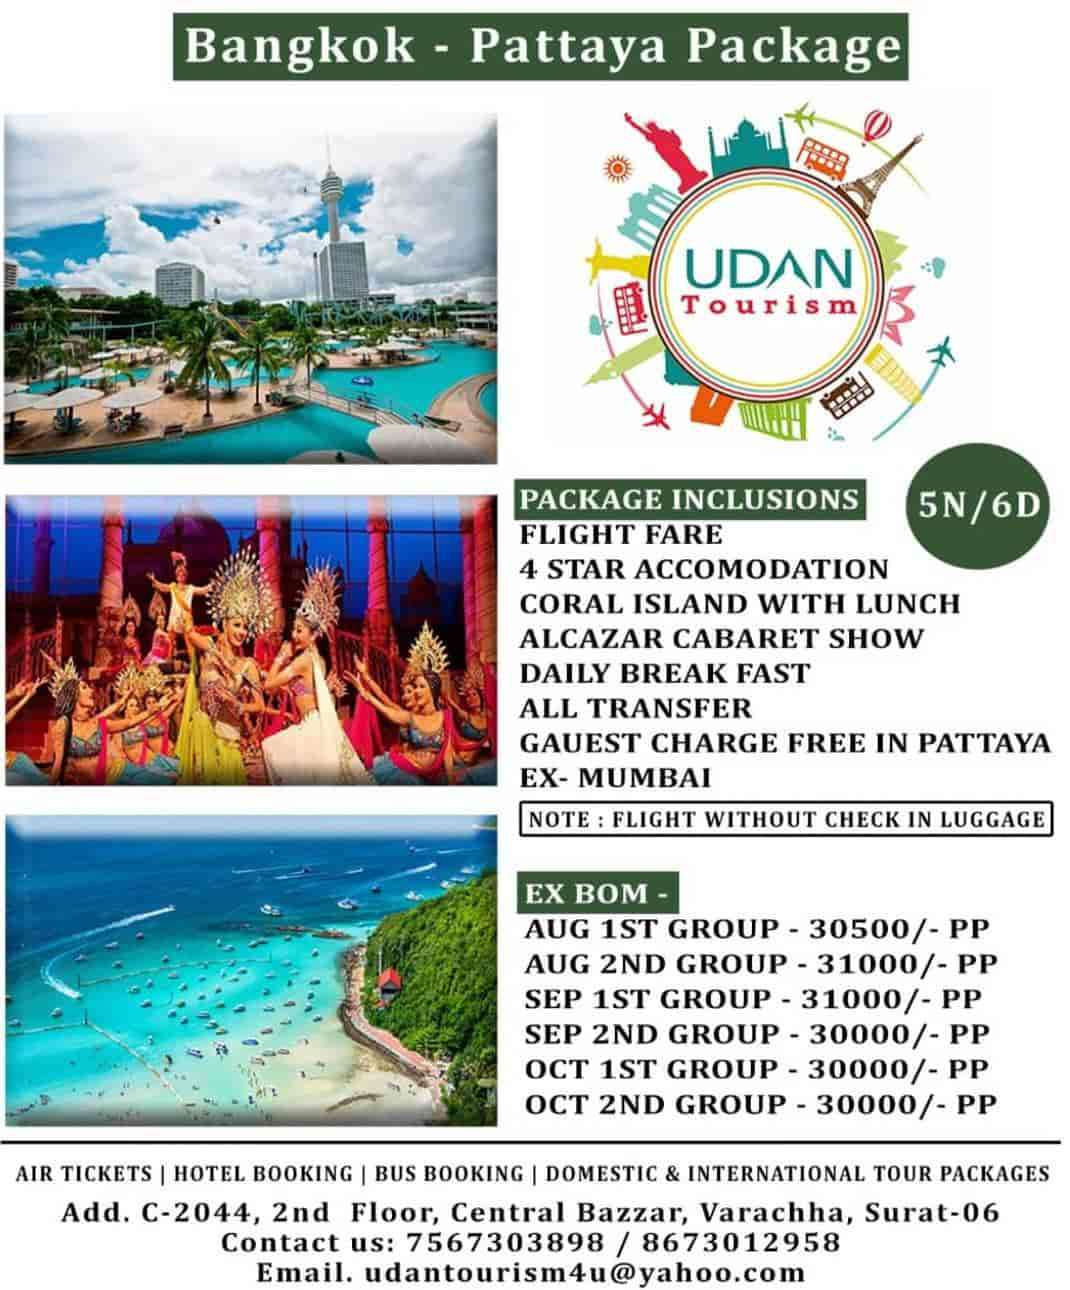 Bangkok - Pattaya Package
UDAN
Tourism
5N/6D
PACKAGE INCLUSIONS
FLIGHT FARE
4 STAR ACCOMODATION
CORAL ISLAND WITH LUNCH
ALCAZAR CABARET SHOW
DAILY BREAK FAST
ALL TRANSFER
GAUEST CHARGE FREE IN PATTAYA
EX- MUMBAI
NOTE : FLIGHT WITHOUT CHECK IN LUGGAGE
EX BOM -
AUG 1ST GROUP - 30500/- PP
AUG 2ND GROUP - 31000/- PP
SEP 1ST GROUP - 31000/- PP
SEP 2ND GROUP - 30000/- PP
OCT 1ST GROUP - 30000/- PP
OCT 2ND GROUP - 30000/- PP
AIR TICKETS | HOTEL BOOKING | BUS BOOKING | DOMESTIC & INTERNATIONAL TOUR PACKAGES
Add. C-2044, 2nd Floor, Central Bazzar, Varachha, Surat-06
Contact us: 7567303898 / 8673012958
Email. udantourism4u@yahoo.com